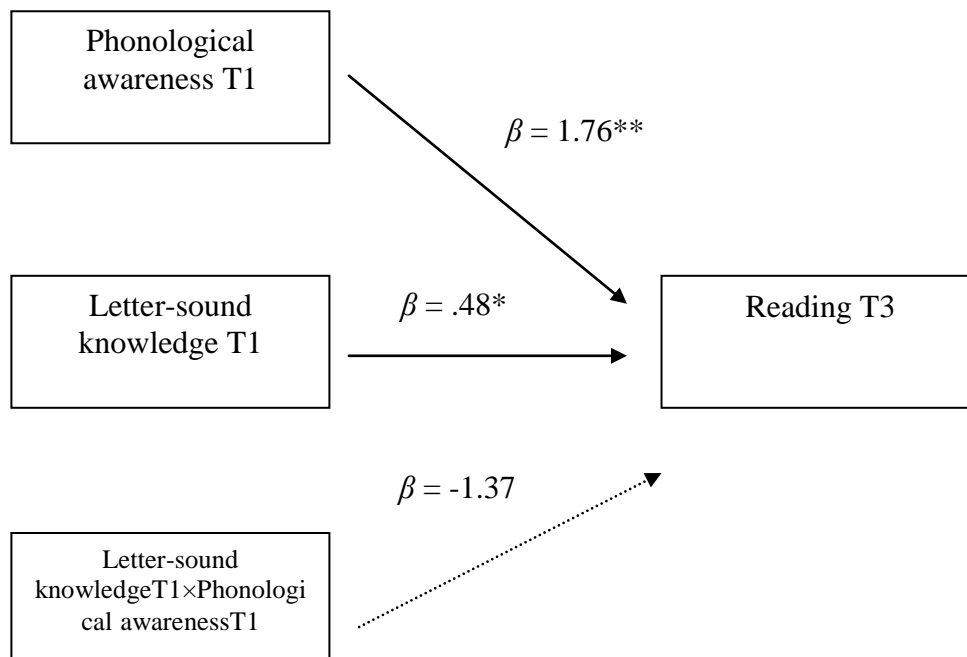 Phonological
awareness T1
β = 1.76**
Letter-sound
knowledge T1
β = .48*
Reading T3
β = -1.37
Letter-sound
knowledgeT1×Phonologi
cal awarenessT1